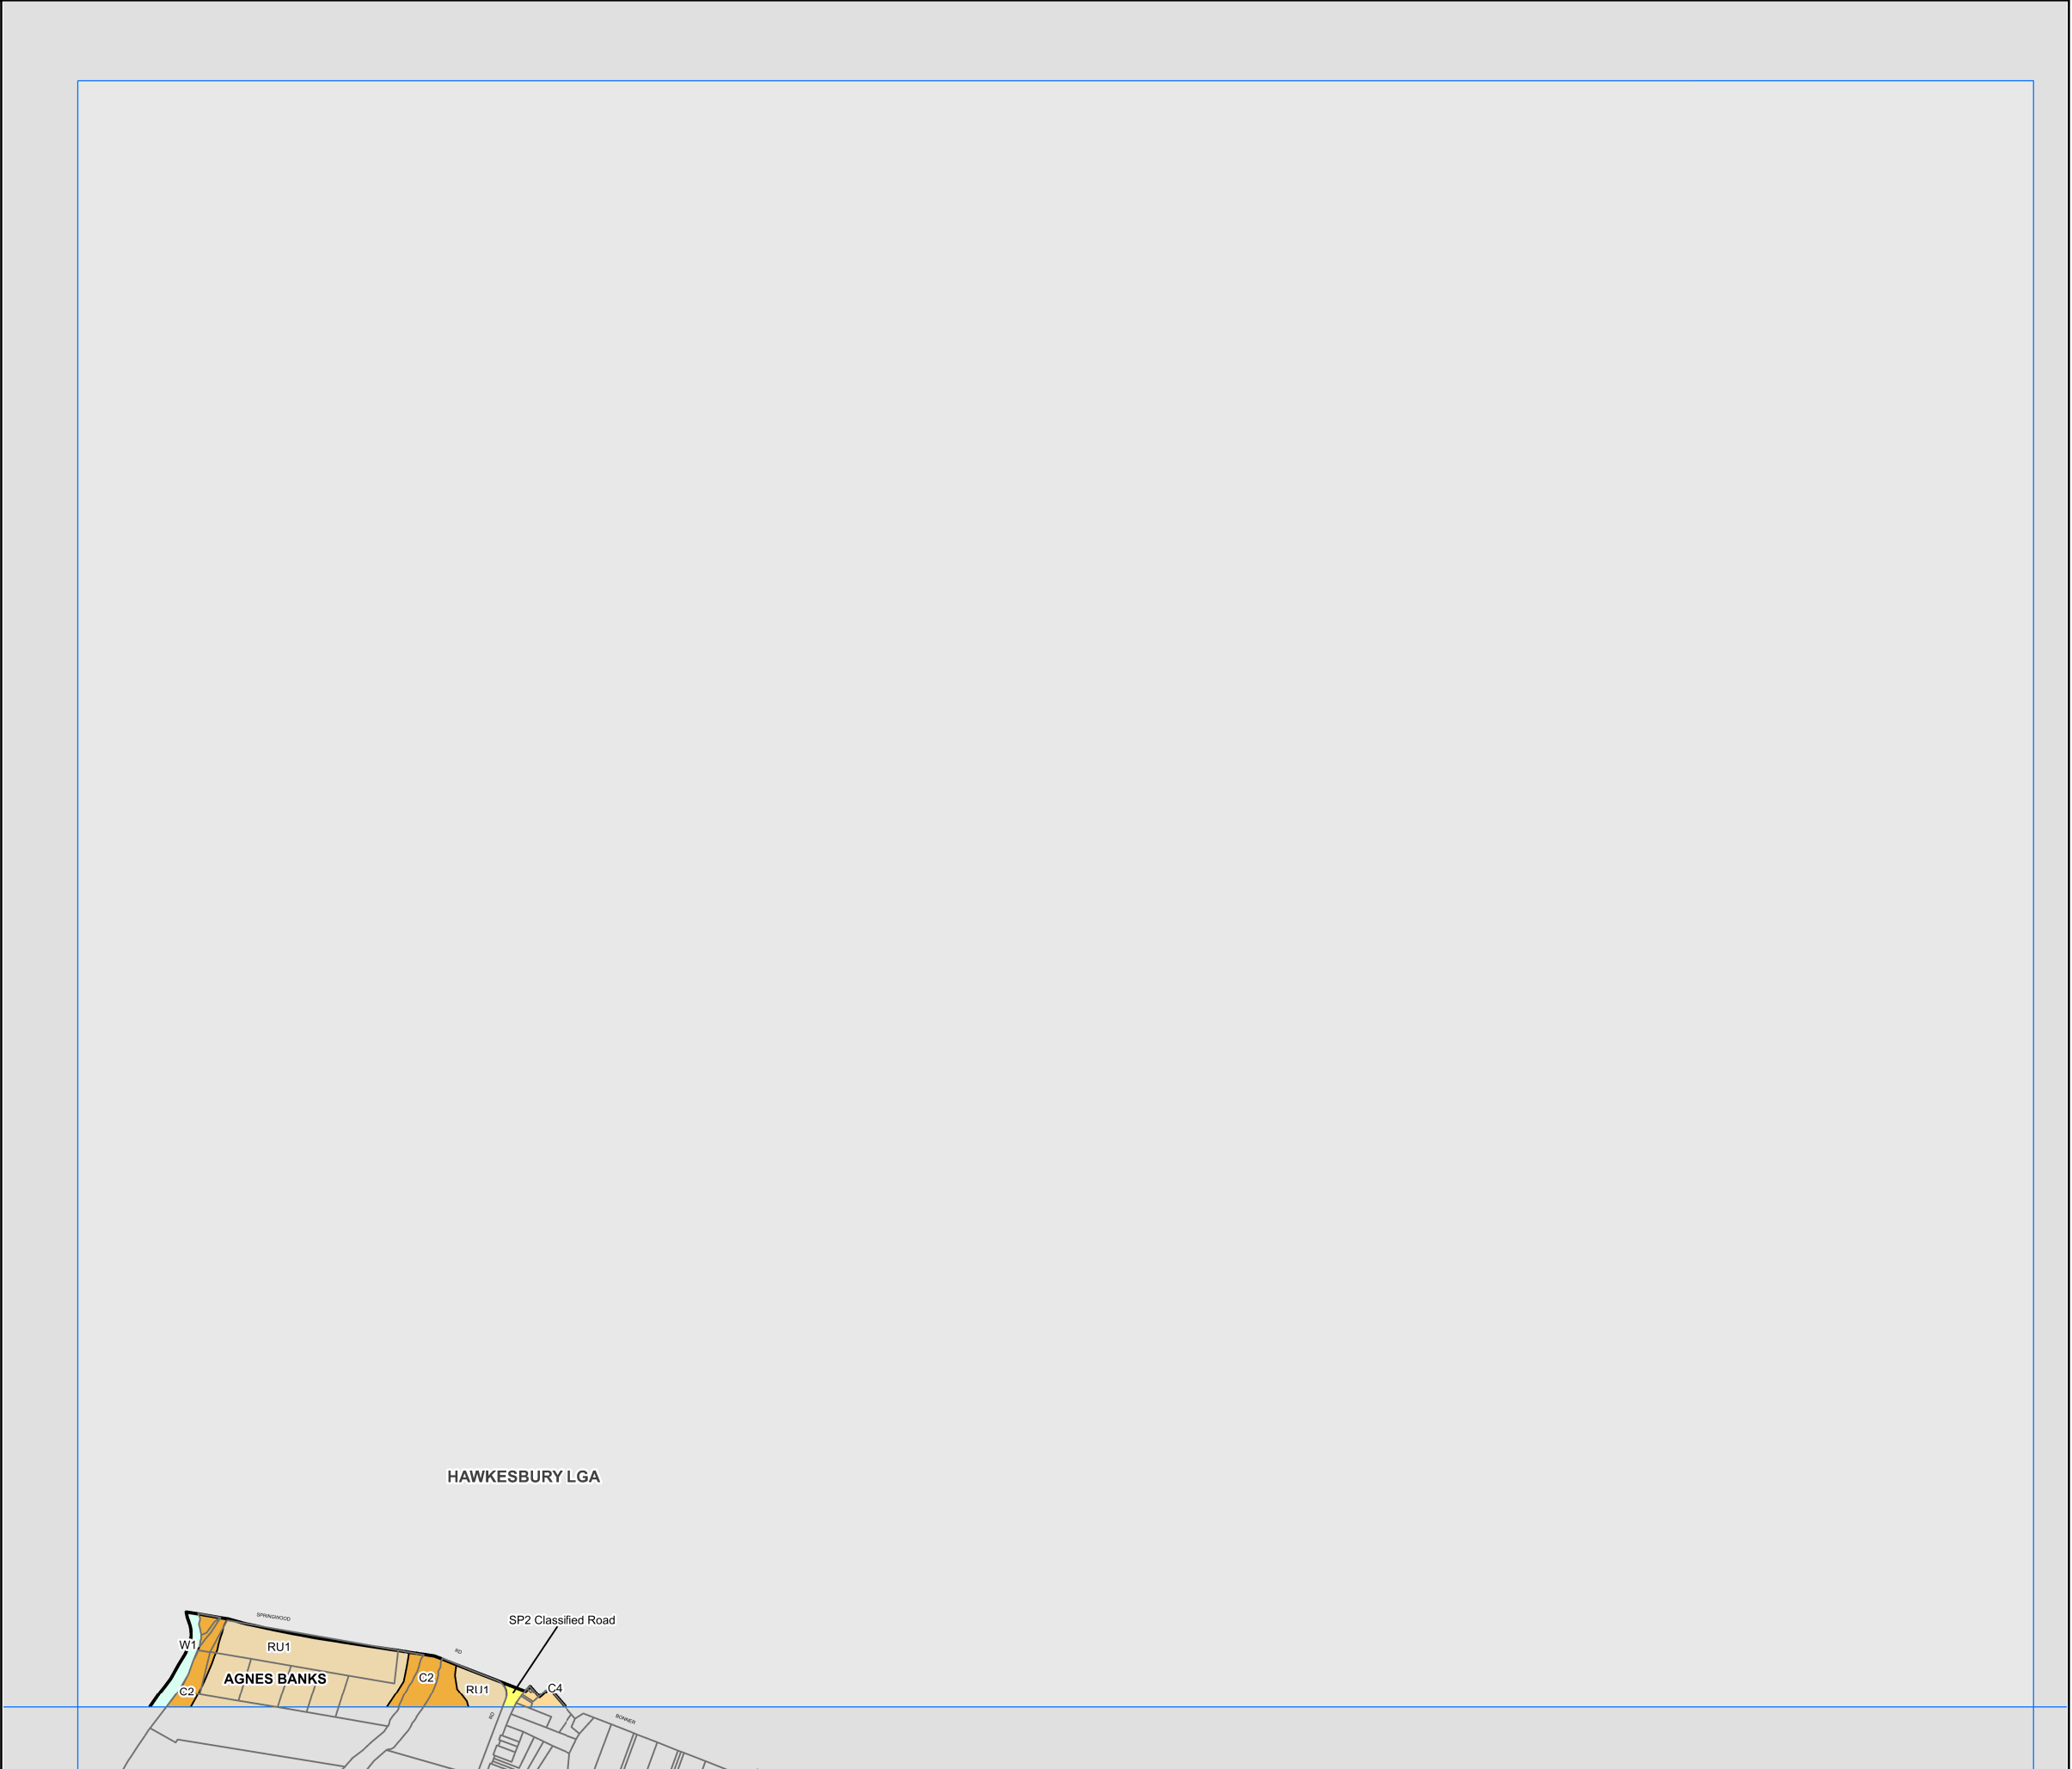 HAWKESBURY LGA
SPRINGWOOD
SP2 Classified Road
W1
RU1
RD
AGNES BANKS
C2
C2
RU1
C4
RD
BONNER